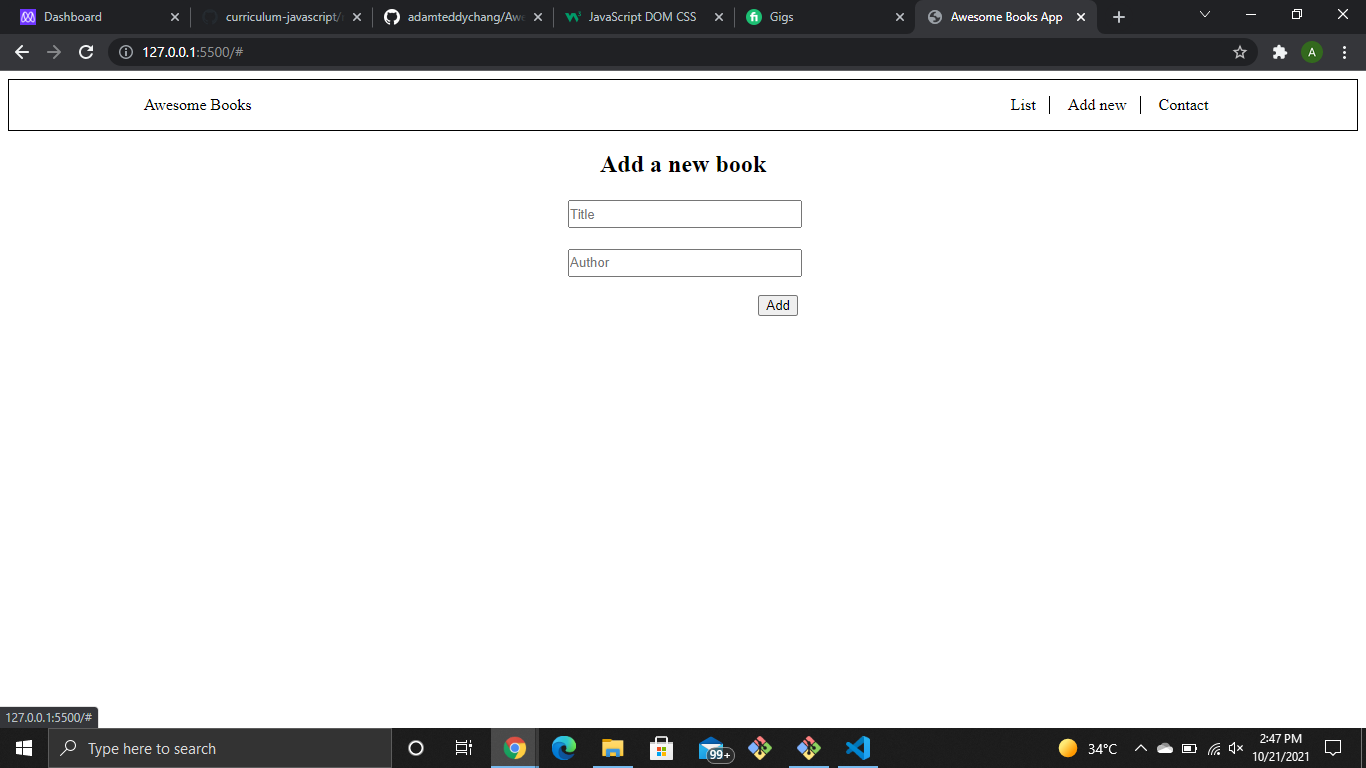 Dashboard
curriculum-javascript/
adamteddychang/Awe
JavaScript DOM CSS
Gigs
Awesome Books App
127.0.0.1:5500/#
A
Awesome Books
List
Add new
Contact
Add a new book
Title
Author
Add
127.0.0.1:5500/#
Type here to search
99+
34°C
2:47 PM
10/21/2021